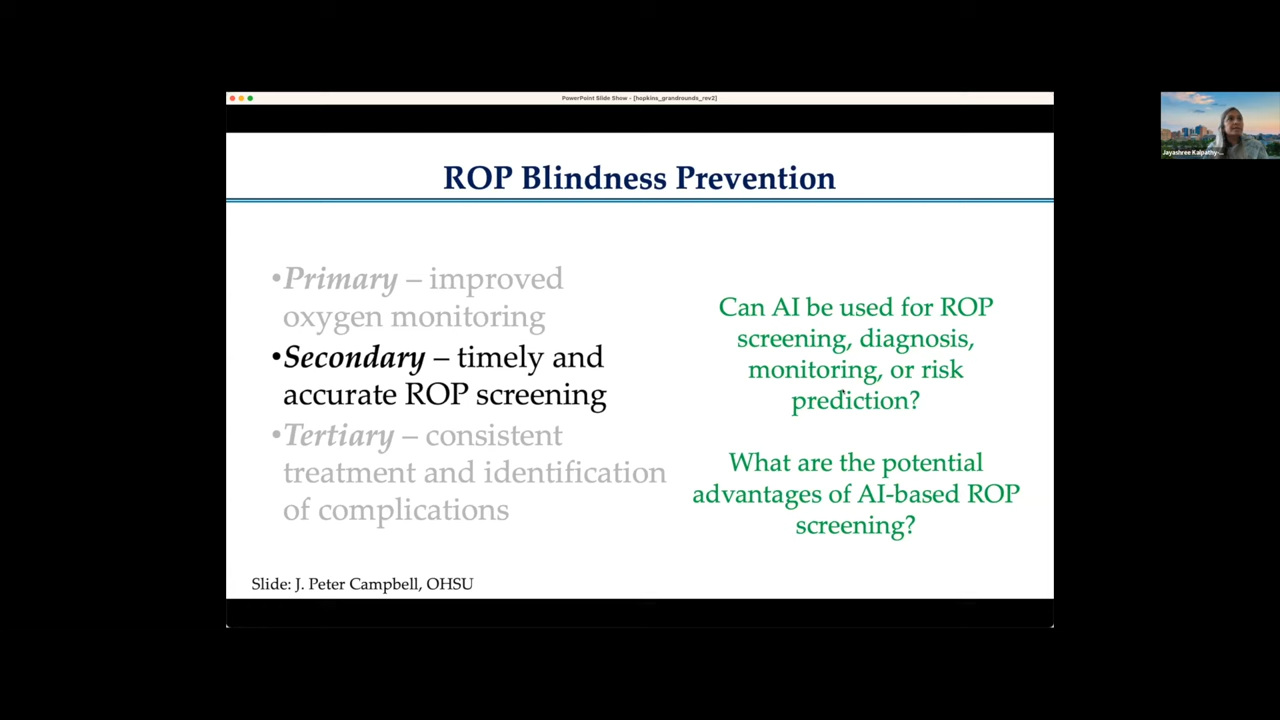 PowerPoint Slide Show - [hopkins_grandrounds_rev2]
Jayashree Kalpathy-...
ROP Blindness Prevention
•Primary – improved
oxygen monitoring
•Secondary – timely and
accurate ROP screening
•Tertiary – consistent
treatment and identification
of complications
Can AI be used for ROP
screening, diagnosis,
monitoring, or risk
prediction?
What are the potential
advantages of AI-based ROP
screening?
Slide: J. Peter Campbell, OHSU